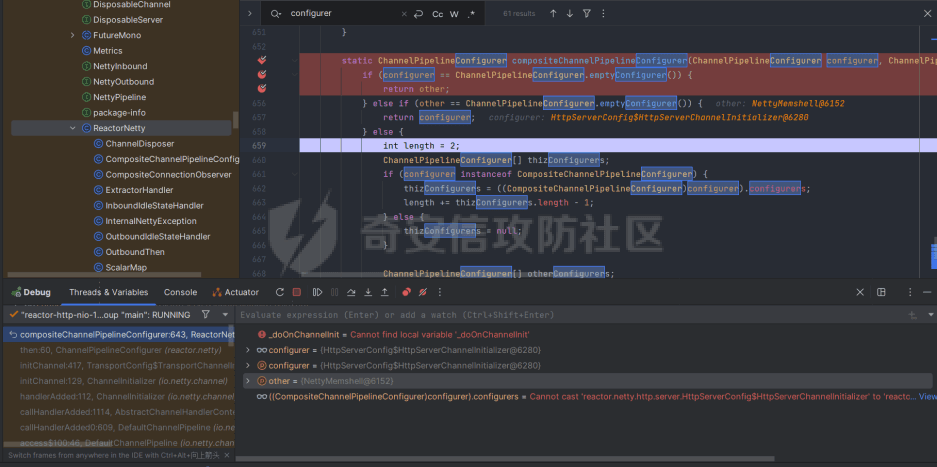 DisposableChannel
DisposableServer
FutureMono
Metrics
NettyInbound
NettyOutbound
NettyPipeline
package-info
ReactorNetty
ChannelDisposer
CompositeChannelPipelineConfig
CompositeConnectionObserver
ExtractorHandler
InboundIdleStateHandler
InternalNettyException
OutboundIdleStateHandler
OutboundThen
ScalarMap
configurer
Cc W .*
61 results
651 }
652
static ChannelPipelineConfigurer compositeChannelPipelineConfigurer(ChannelPipelineConfigurer configurer, ChannelPip
if (configurer == ChannelPipelineConfigurer.emptyConfigurer()) {
return other;
656 } else if (other == ChannelPipelineConfigurer.emptyConfigurer()) { other: NettyMemshell@6152
657 return configurer; configurer: HttpServerConfig$HttpServerChannelInitializer@6280
658 } else {
659 int length = 2;
660 ChannelPipelineConfigurer[] thizConfigurers;
661 if (configurer instanceof CompositeChannelPipelineConfigurer) {
662 thizConfigurers = ((CompositeChannelPipelineConfigurer)configurer).configurers;
663 length += thizConfigurers.length - 1;
664 } else {
665 thizConfigurers = null;
666 }
668 ChannelPipelineConfigurer[] otherConfigurers;
奇安信攻防社区
Debug Threads & Variables Console Actuator
"reactor-http-nio-1...oup "main": RUNNING
compositeChannelPipelineConfigurer:643, ReactorNet
then:60, ChannelPipelineConfigurer (reactor.netty)
initChannel:417, TransportConfig$TransportChannelIn
initChannel:129, ChannelInitializer (io.netty.channel)
handlerAdded:112, ChannelInitializer (io.netty.channel
callHandlerAdded:1114, AbstractChannelHandlerConte
callHandlerAdded0:609, DefaultChannelPipeline (io.ne
access$100:46, DefaultChannelPipeline (io.netty.chan
Switch frames from anywhere in the IDE with Ctrl+Alt+向上箭头
Evaluate expression (Enter) or add a watch (Ctrl+Shift+Enter)
_doOnChannelInit = Cannot find local variable '_doOnChannelInit'
configurer = {HttpServerConfig$HttpServerChannelInitializer@6280}
configurer = {HttpServerConfig$HttpServerChannelInitializer@6280}
other = {NettyMemshell@6152}
((CompositeChannelPipelineConfigurer)configurer).configurers = Cannot cast 'reactor.netty.http.server.HttpServerConfig$HttpServerChannelInitializer' to 'reacto... View